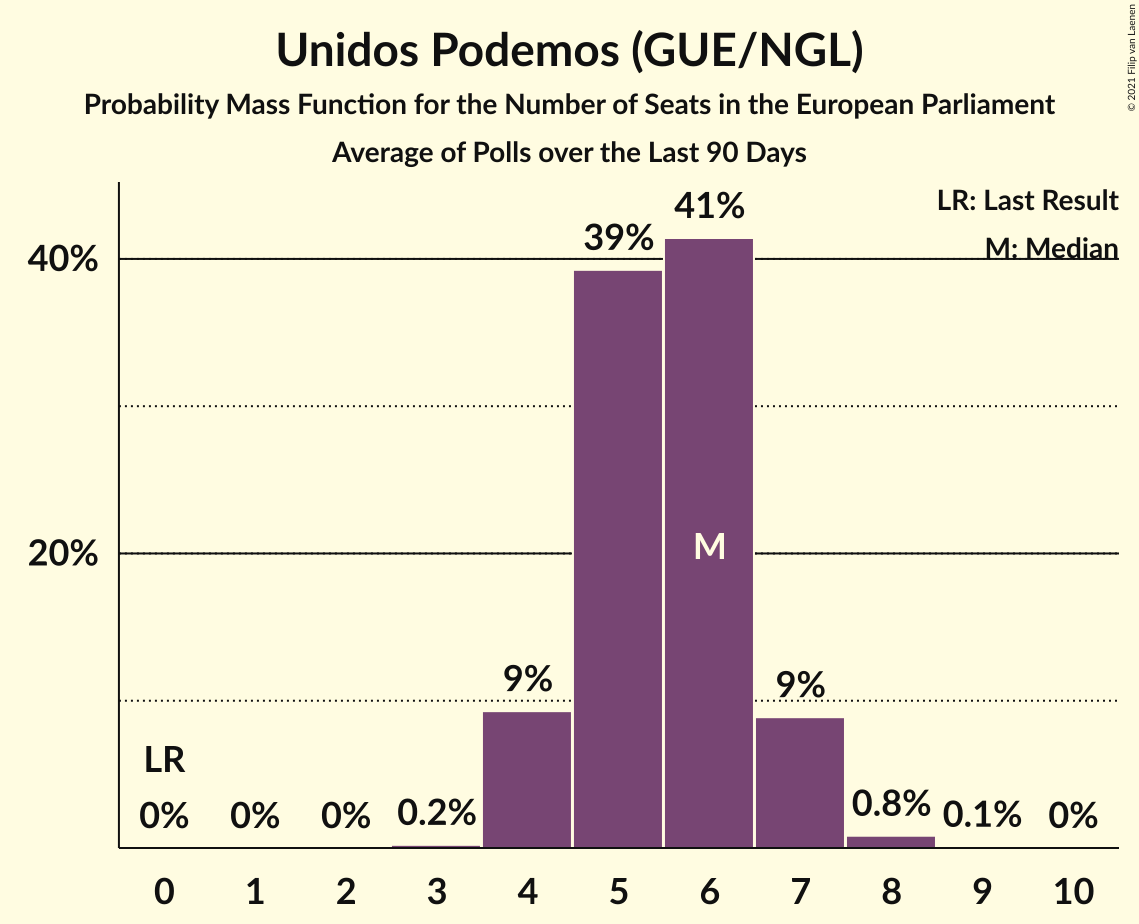 Unidos Podemos (GUE/NGL)
Probability Mass Function for the Number of Seats in the European Parliament
Average of Polls over the Last 90 Days
© 2021 Filip van Laenen
LR: Last Result
M: Median
40%
20%
LR
0%
0%
0%
0.2%
9%
39%
41%
M
9%
0.8%
0.1%
0%
0 1 2 3 4 5 6 7 8 9 10